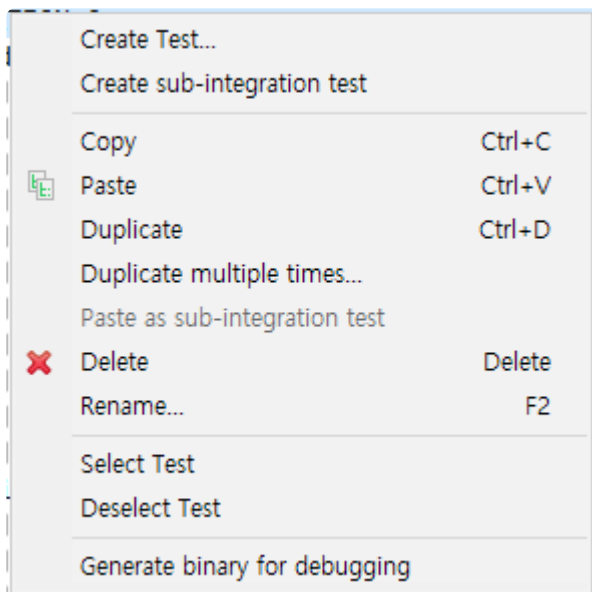 Create Test...
Create sub-integration test
Copy Ctrl+C
Paste Ctrl+V
Duplicate Ctrl+D
Duplicate multiple times...
Paste as sub-integration test
Delete Delete
Rename... F2
Select Test
Deselect Test
Generate binary for debugging